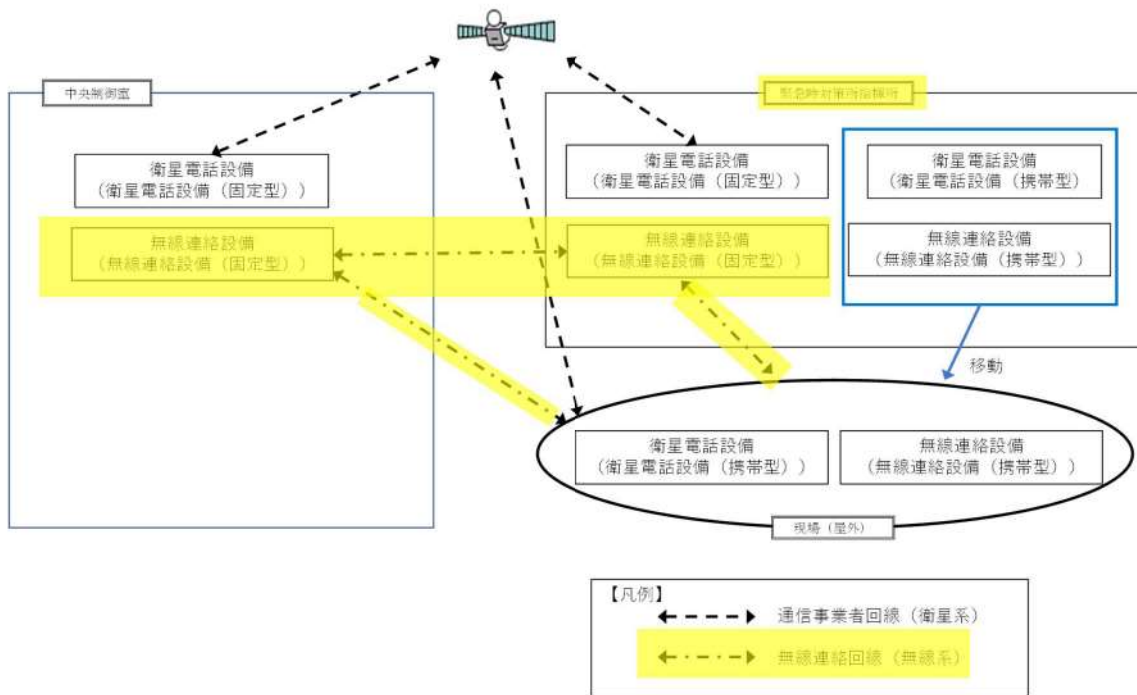 中央制御室
緊急時対策所指揮所
衛星電話設備
(衛星電話設備(固定型))
衛星電話設備
(衛星電話設備(固定型))
衛星電話設備
(衛星電話設備(携帯型)
無線連絡設備
(無線連絡設備(固定型))
無線連絡設備
(無線連絡設備(固定型))
無線連絡設備
(無線連絡設備(携帯型))
移動
衛星電話設備
(衛星電話設備(携帯型))
無線連絡設備
(無線連絡設備(携帯型))
現場(屋外)
【凡例】
通信事業者回線(衛星系)
無線連絡回線(無線系)